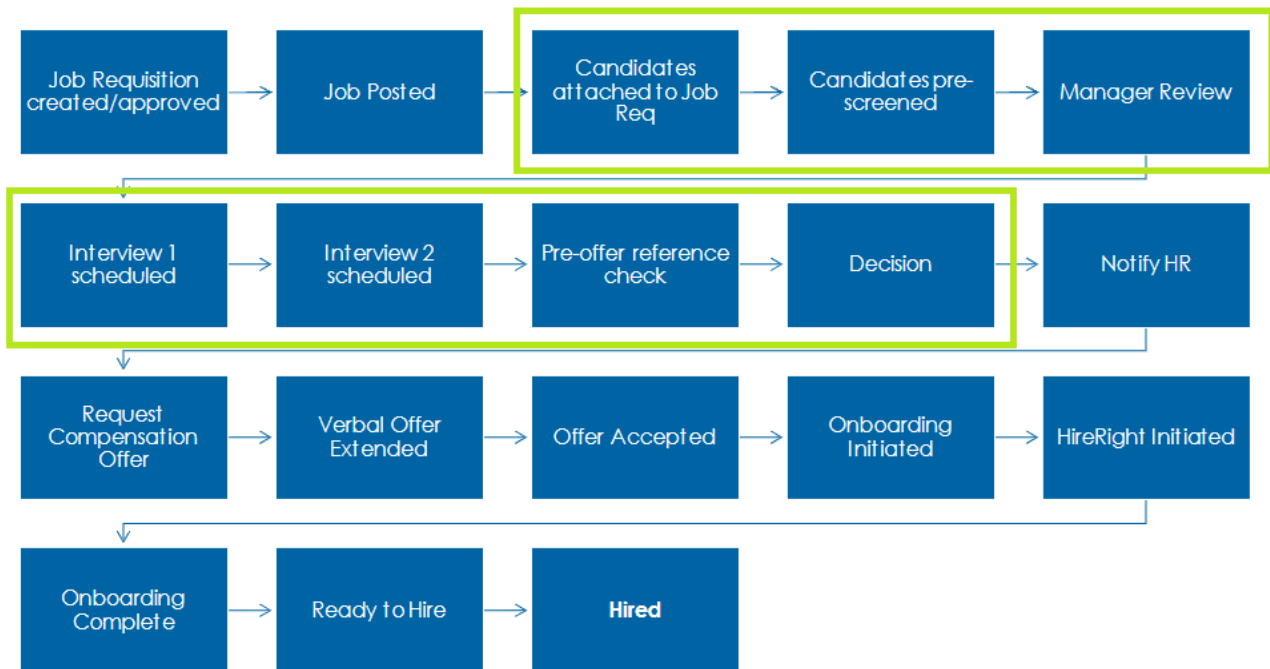 Job Requisition
created/approved
Job Posted
Candidates
attached to Job
Req
Candidates pre-
screened
Manager Review
Interview 1
scheduled
Interview 2
scheduled
Pre-offer reference
check
Decision
Notify HR
Request
Compensation
Offer
Verbal Offer
Extended
Offer Accepted
Onboarding
Initiated
HireRight Initiated
Onboarding
Complete
Ready to Hire
Hired